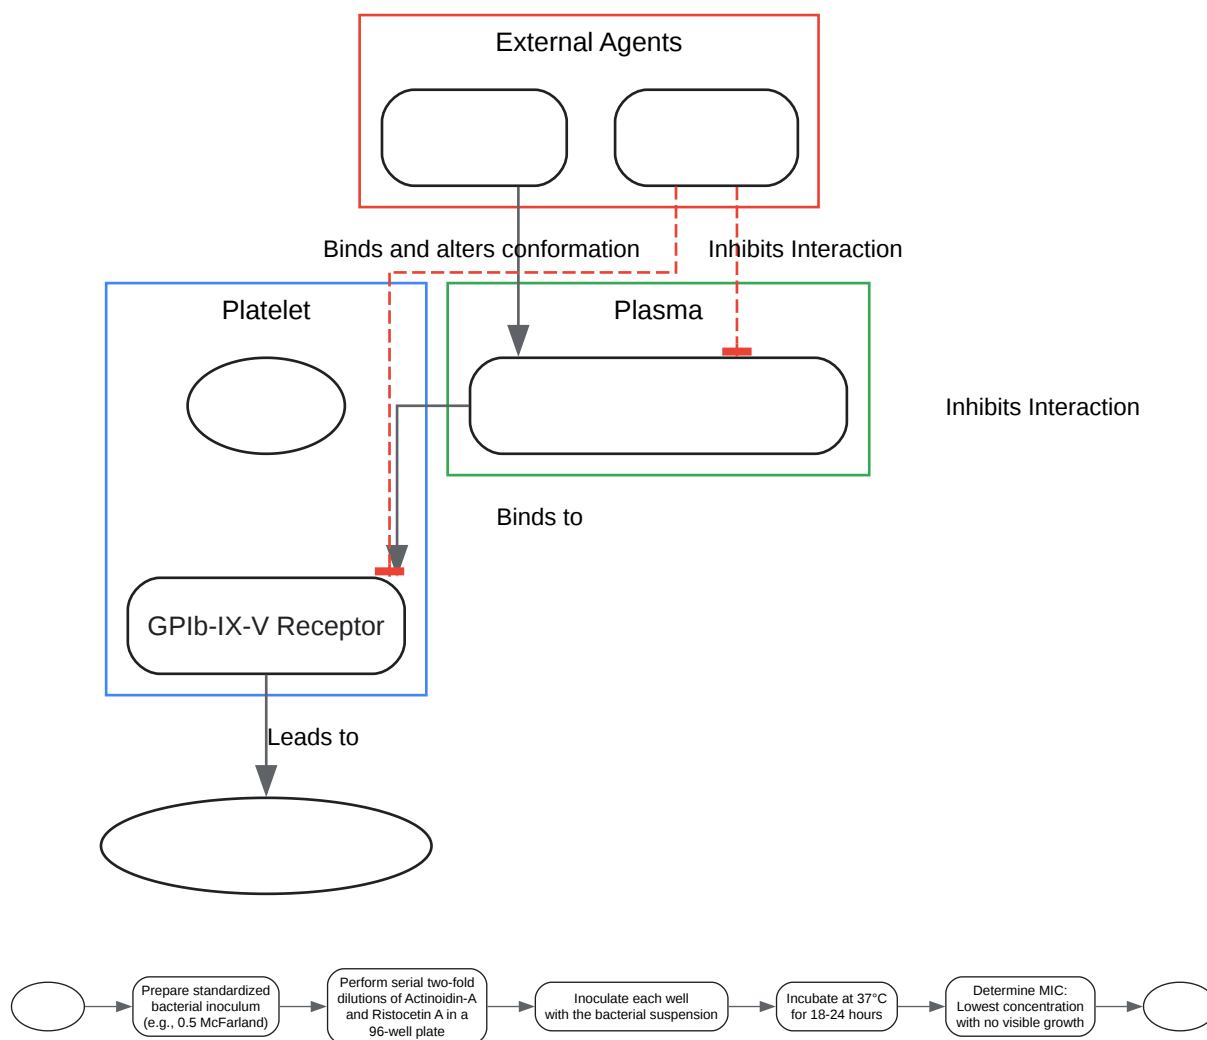 External Agents
Binds and alters conformation
Inhibits Interaction
Platelet
Plasma
Inhibits Interaction
Binds to
GPIb-IX-V Receptor
Leads to
Prepare standardized
bacterial inoculum
(e.g., 0.5 McFarland)
Perform serial two-fold
dilutions of Actinoidin-A
and Ristocetin A in a
96-well plate
Inoculate each well
with the bacterial suspension
Incubate at 37°C
for 18-24 hours
Determine MIC:
Lowest concentration
with no visible growth